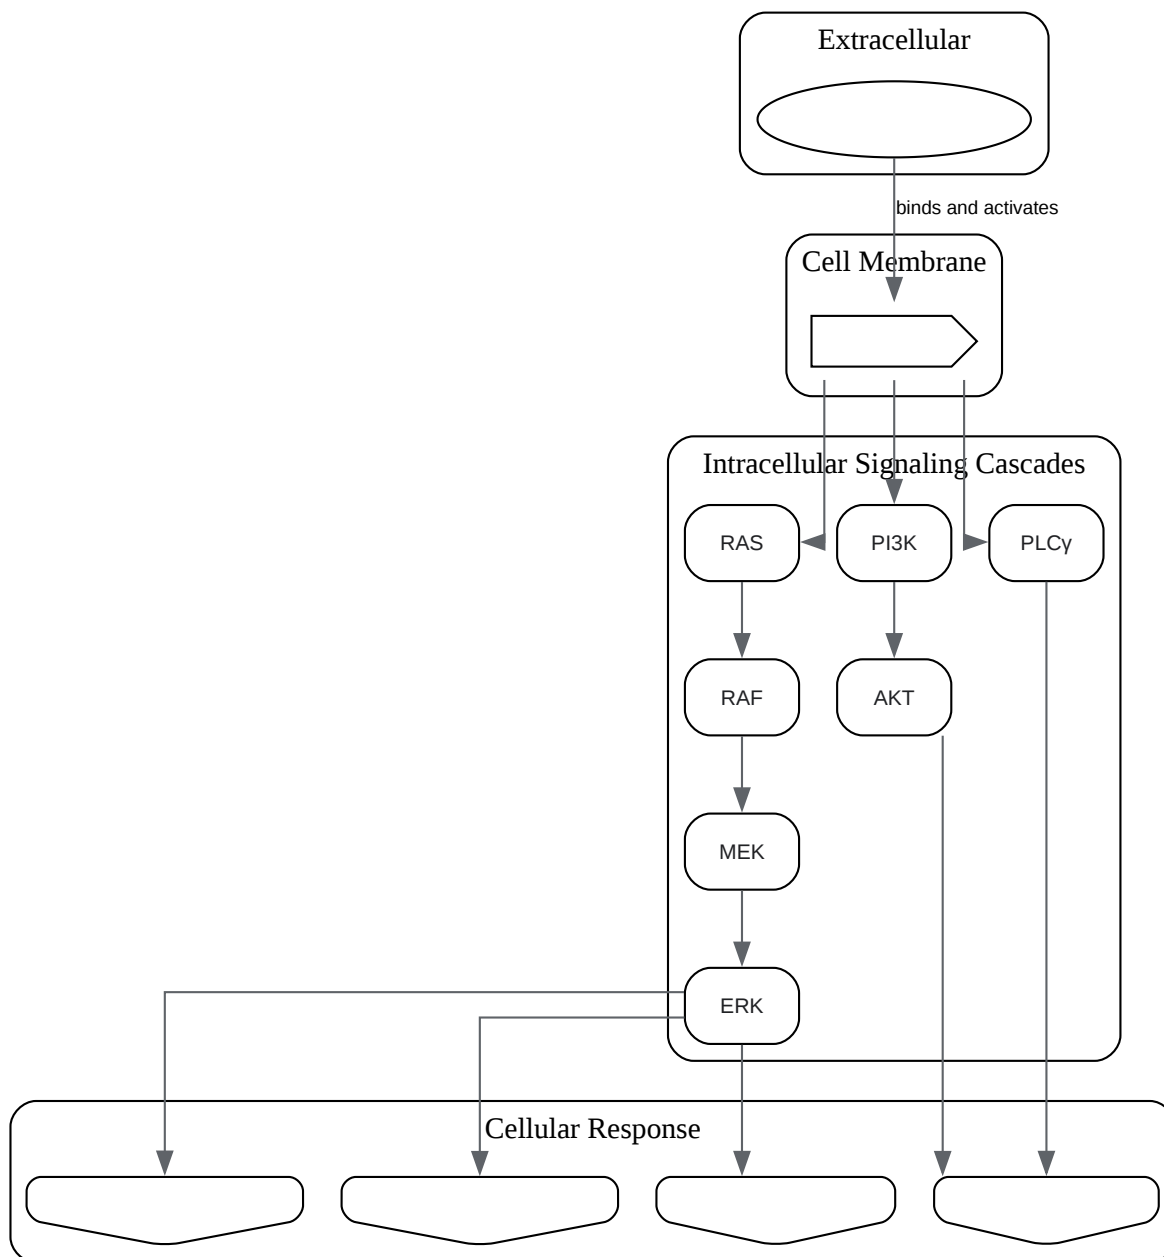 Extracellular
binds and activates
Cell Membrane
Intracellular Signaling Cascades
RAS
PI3K
PLCγ
RAF
AKT
MEK
ERK
Cellular Response